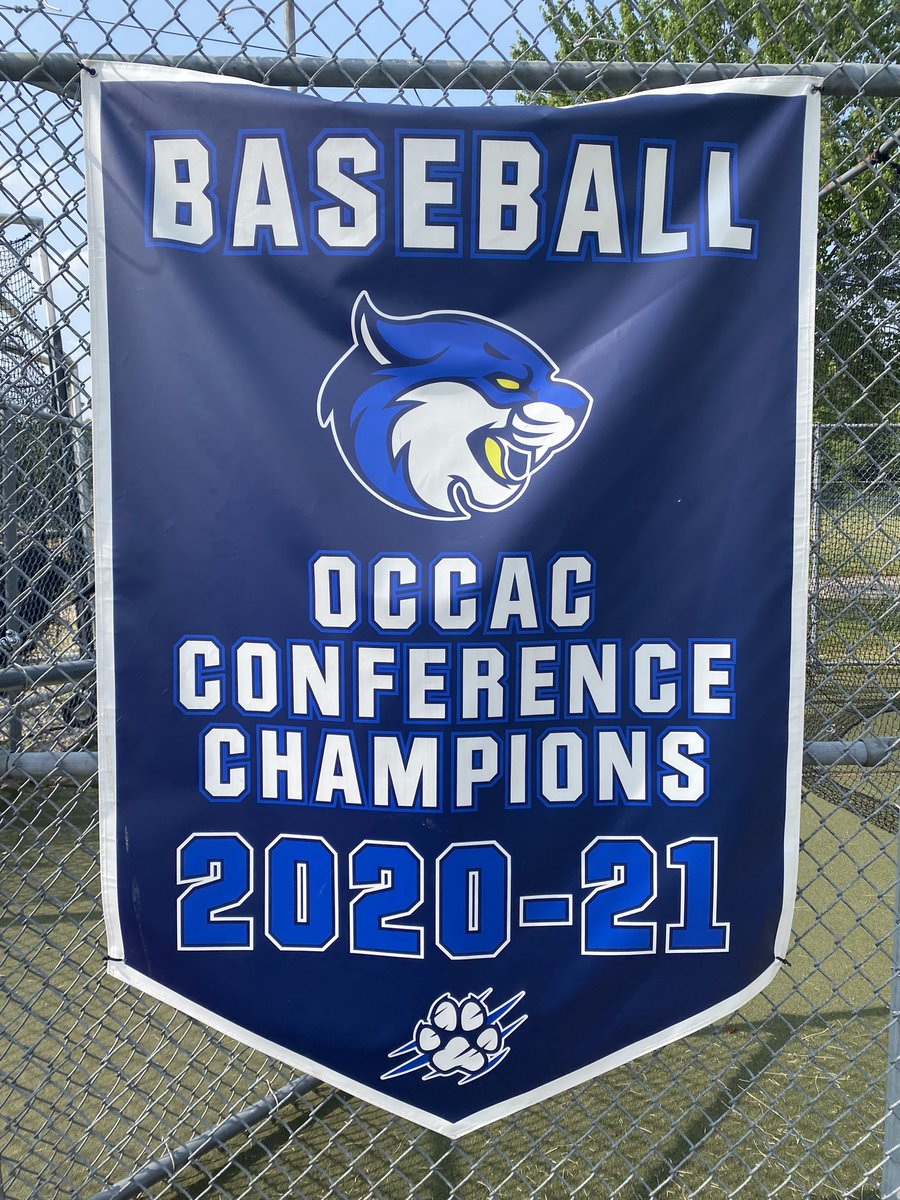 BASEBALL
OCCAC
CONFERENCE
CHAMPIONS
2020-21